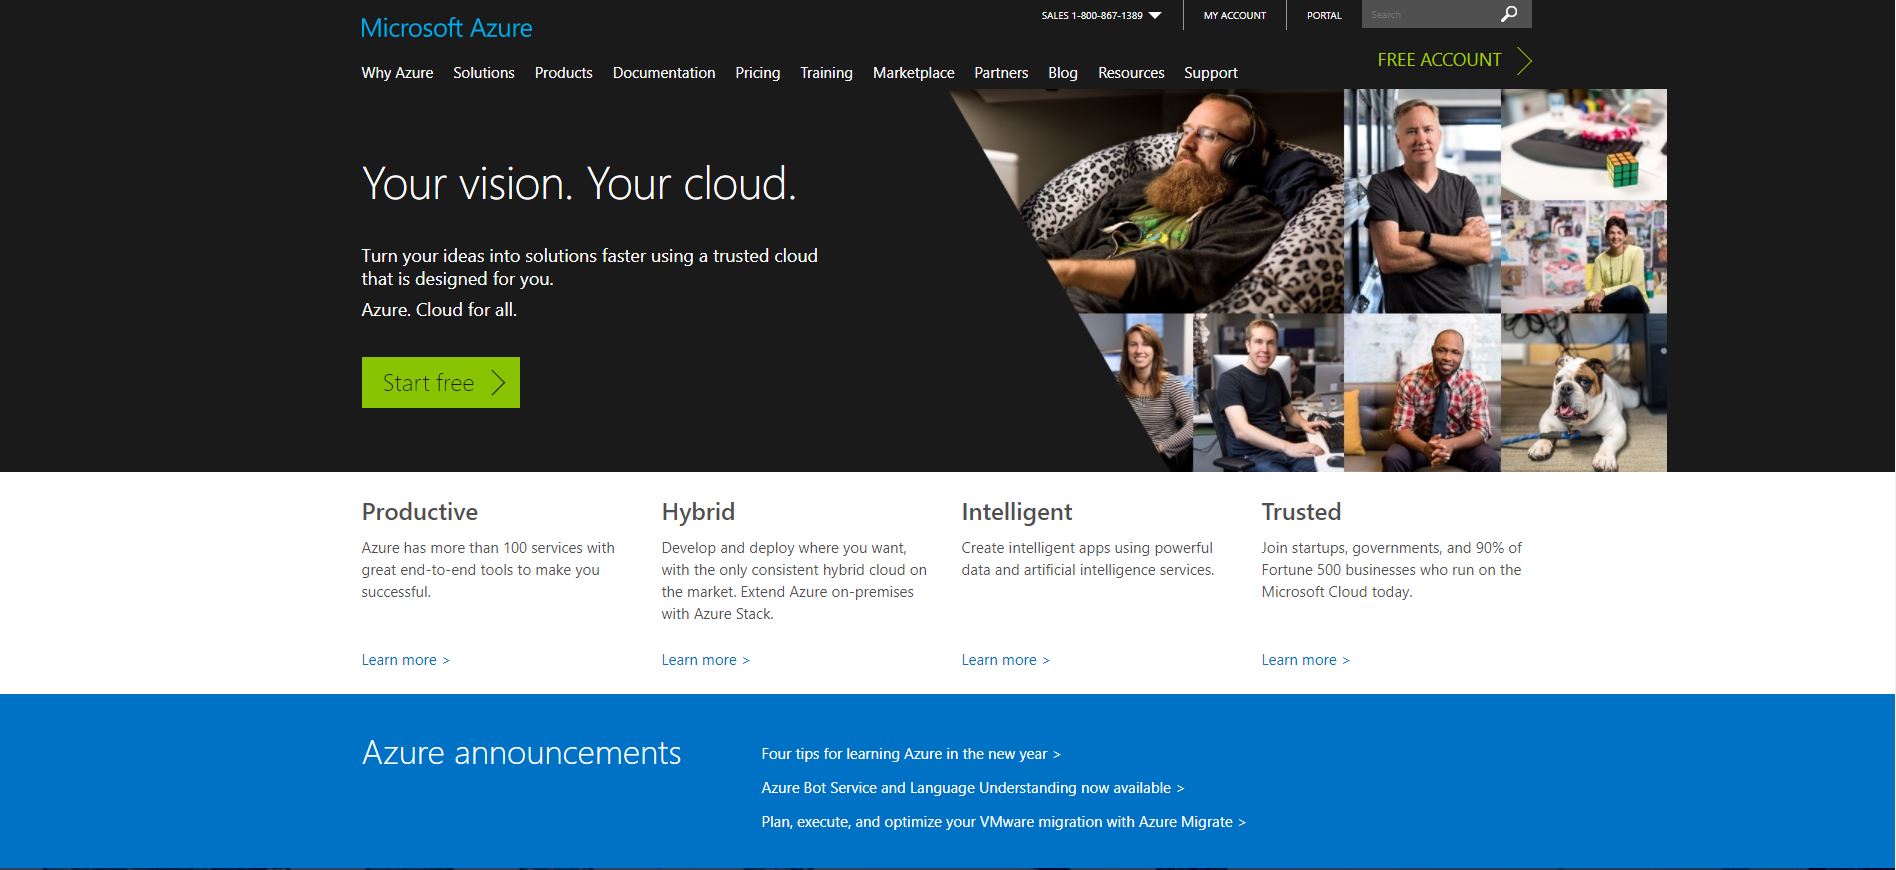 Microsoft Azure
SALES 1-800-867-1389
MY ACCOUNT
PORTAL
Search
Why Azure Solutions Products Documentation Pricing Training Marketplace Partners Blog Resources Support
FREE ACCOUNT
Your vision. Your cloud.
Turn your ideas into solutions faster using a trusted cloud
that is designed for you.
Azure. Cloud for all.
Start free
Productive
Azure has more than 100 services with
great end-to-end tools to make you
successful.
Learn more >
Hybrid
Develop and deploy where you want,
with the only consistent hybrid cloud on
the market. Extend Azure on-premises
with Azure Stack.
Learn more >
Intelligent
Create intelligent apps using powerful
data and artificial intelligence services.
Learn more >
Trusted
Join startups, governments, and 90% of
Fortune 500 businesses who run on the
Microsoft Cloud today.
Learn more >
Azure announcements
Four tips for learning Azure in the new year >
Azure Bot Service and Language Understanding now available >
Plan, execute, and optimize your VMware migration with Azure Migrate >